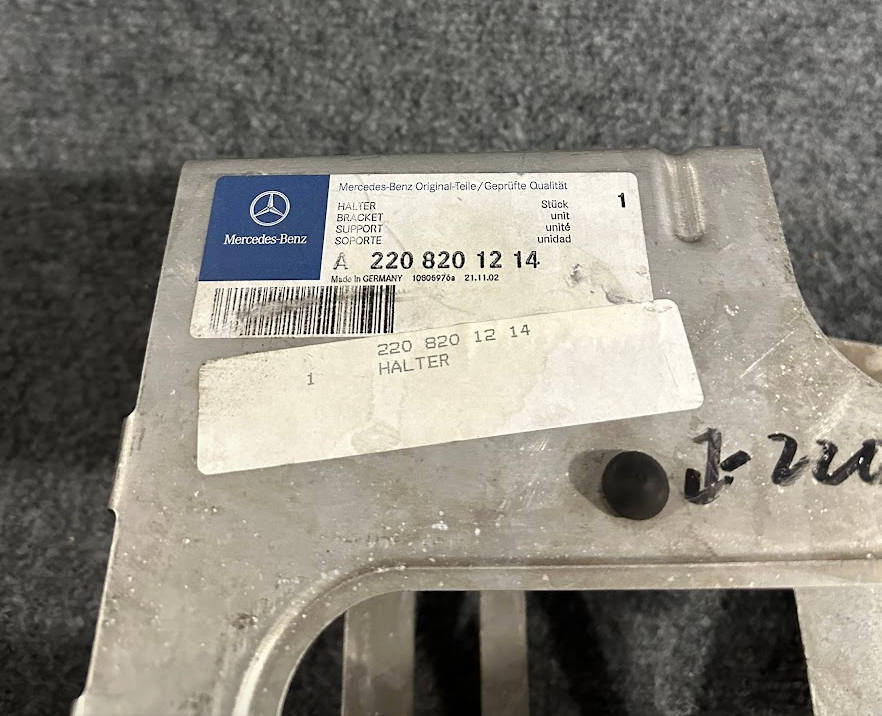 Mercedes-Benz Original-Teile/Geprüfte Qualität
HALTER Stück 1
BRACKET unit
SUPPORT unité
SOPORTE unidad
Mercedes-Benz
A 220 820 12 14
Made in GERMANY 10805976a 21.11.02
220 820 12 14
1 HALTER